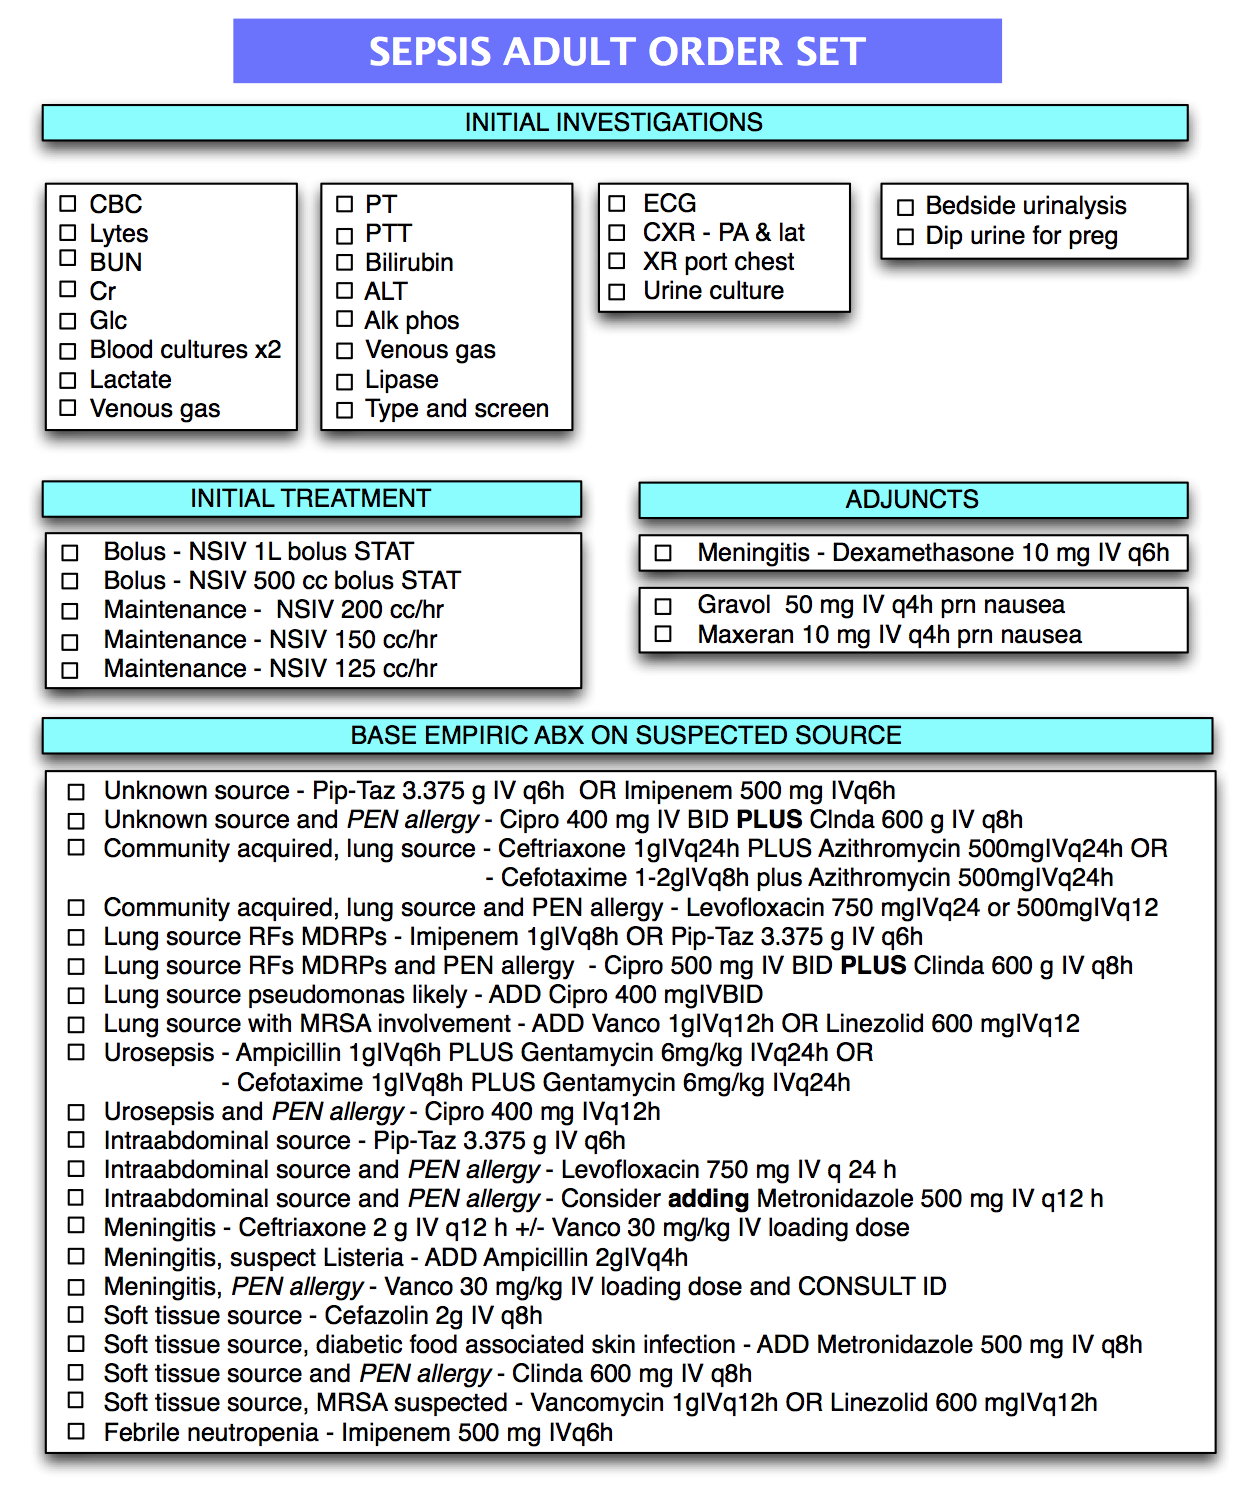 SEPSIS ADULT ORDER SET
INITIAL INVESTIGATIONS
CBC
Lytes
BUN
Cr
Glc
Blood cultures x2
Lactate
Venous gas
PT
PTT
Bilirubin
ALT
Alk phos
Venous gas
Lipase
Type and screen
ECG
CXR - PA & lat
XR port chest
Urine culture
Bedside urinalysis
Dip urine for preg
INITIAL TREATMENT
Bolus - NSIV 1L bolus STAT
Bolus - NSIV 500 cc bolus STAT
Maintenance - NSIV 200 cc/hr
Maintenance - NSIV 150 cc/hr
Maintenance - NSIV 125 cc/hr
ADJUNCTS
Meningitis - Dexamethasone 10 mg IV q6h
Gravol 50 mg IV q4h prn nausea
Maxeran 10 mg IV q4h prn nausea
BASE EMPIRIC ABX ON SUSPECTED SOURCE
Unknown source - Pip-Taz 3.375 g IV q6h OR Imipenem 500 mg IVq6h
Unknown source and PEN allergy - Cipro 400 mg IV BID PLUS Clnda 600 g IV q8h
Community acquired, lung source - Ceftriaxone 1gIVq24h PLUS Azithromycin 500mgIVq24h OR
- Cefotaxime 1-2gIVq8h plus Azithromycin 500mgIVq24h
Community acquired, lung source and PEN allergy - Levofloxacin 750 mgIVq24 or 500mgIVq12
Lung source RFs MDRPs - Imipenem 1gIVq8h OR Pip-Taz 3.375 g IV q6h
Lung source RFs MDRPs and PEN allergy - Cipro 500 mg IV BID PLUS Clinda 600 g IV q8h
Lung source pseudomonas likely - ADD Cipro 400 mgIVBID
Lung source with MRSA involvement - ADD Vanco 1gIVq12h OR Linezolid 600 mgIVq12
Urosepsis - Ampicillin 1gIVq6h PLUS Gentamycin 6mg/kg IVq24h OR
- Cefotaxime 1gIVq8h PLUS Gentamycin 6mg/kg IVq24h
Urosepsis and PEN allergy - Cipro 400 mg IVq12h
Intraabdominal source - Pip-Taz 3.375 g IV q6h
Intraabdominal source and PEN allergy - Levofloxacin 750 mg IV q 24 h
Intraabdominal source and PEN allergy - Consider adding Metronidazole 500 mg IV q12 h
Meningitis - Ceftriaxone 2 g IV q12 h +/- Vanco 30 mg/kg IV loading dose
Meningitis, suspect Listeria - ADD Ampicillin 2gIVq4h
Meningitis, PEN allergy - Vanco 30 mg/kg IV loading dose and CONSULT ID
Soft tissue source - Cefazolin 2g IV q8h
Soft tissue source, diabetic food associated skin infection - ADD Metronidazole 500 mg IV q8h
Soft tissue source and PEN allergy - Clinda 600 mg IV q8h
Soft tissue source, MRSA suspected - Vancomycin 1gIVq12h OR Linezolid 600 mgIVq12h
Febrile neutropenia - Imipenem 500 mg IVq6h